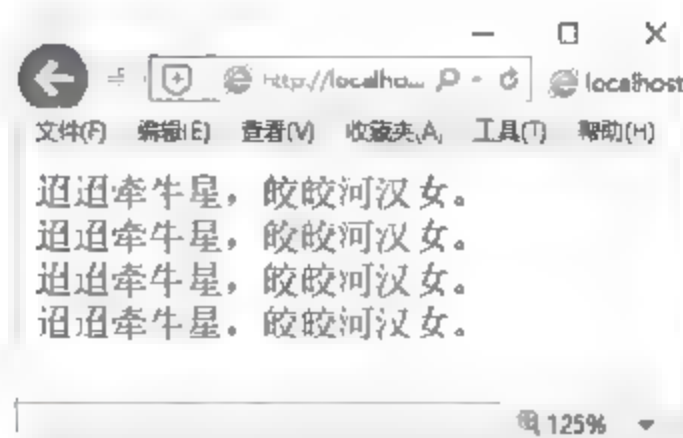 http://localho... localhost
文件(F) 编辑(E) 查看(V) 收藏夹(A) 工具(T) 帮助(H)
迢迢牵牛星，皎皎河汉女。
迢迢牵牛星，皎皎河汉女。
迢迢牵牛星，皎皎河汉女。
迢迢牵牛星，皎皎河汉女。
125%